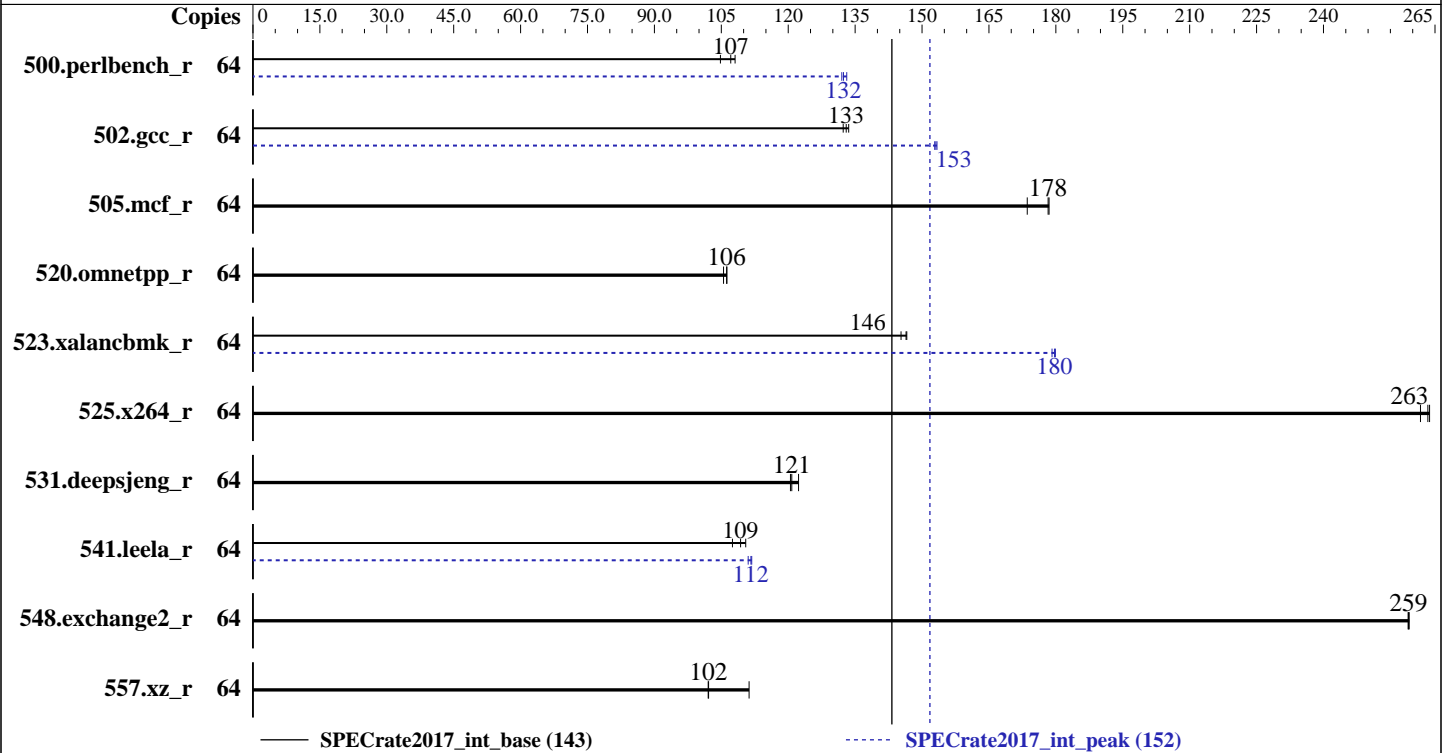 Copies 0 15.0 30.0 45.0 60.0 75.0 90.0 105 120 135 150 165 180 195 210 225 240 265
500.perlbench_r 64 107
132
502.gcc_r 64 133
153
505.mcf_r 64 178
520.omnetpp_r 64 106
523.xalancbmk_r 64 146
180
525.x264_r 64 263
531.deepsjeng_r 64 121
541.leela_r 64 109
112
548.exchange2_r 64 259
557.xz_r 64 102
SPECrate2017_int_base (143) SPECrate2017_int_peak (152)